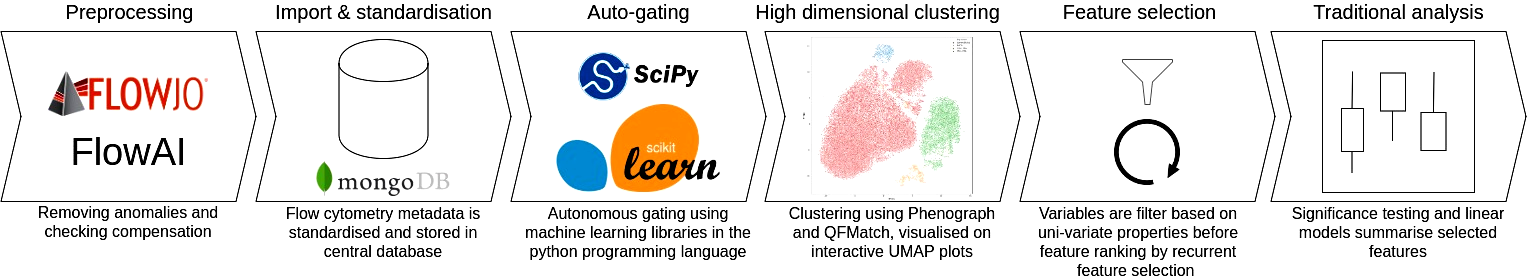 Preprocessing
Import & standardisation
Auto-gating
High dimensional clustering
Feature selection
Traditional analysis
FLOWJO
FlowAI
mongoDB
SciPy
scikit
learn
Removing anomalies and
checking compensation
Flow cytometry metadata is
standardised and stored in
central database
Autonomous gating using
machine learning libraries in the
python programming language
Clustering using Phenograph
and QFMatch, visualised on
interactive UMAP plots
Variables are filter based on
uni-variate properties before
feature ranking by recurrent
feature selection
Significance testing and linear
models summarise selected
features